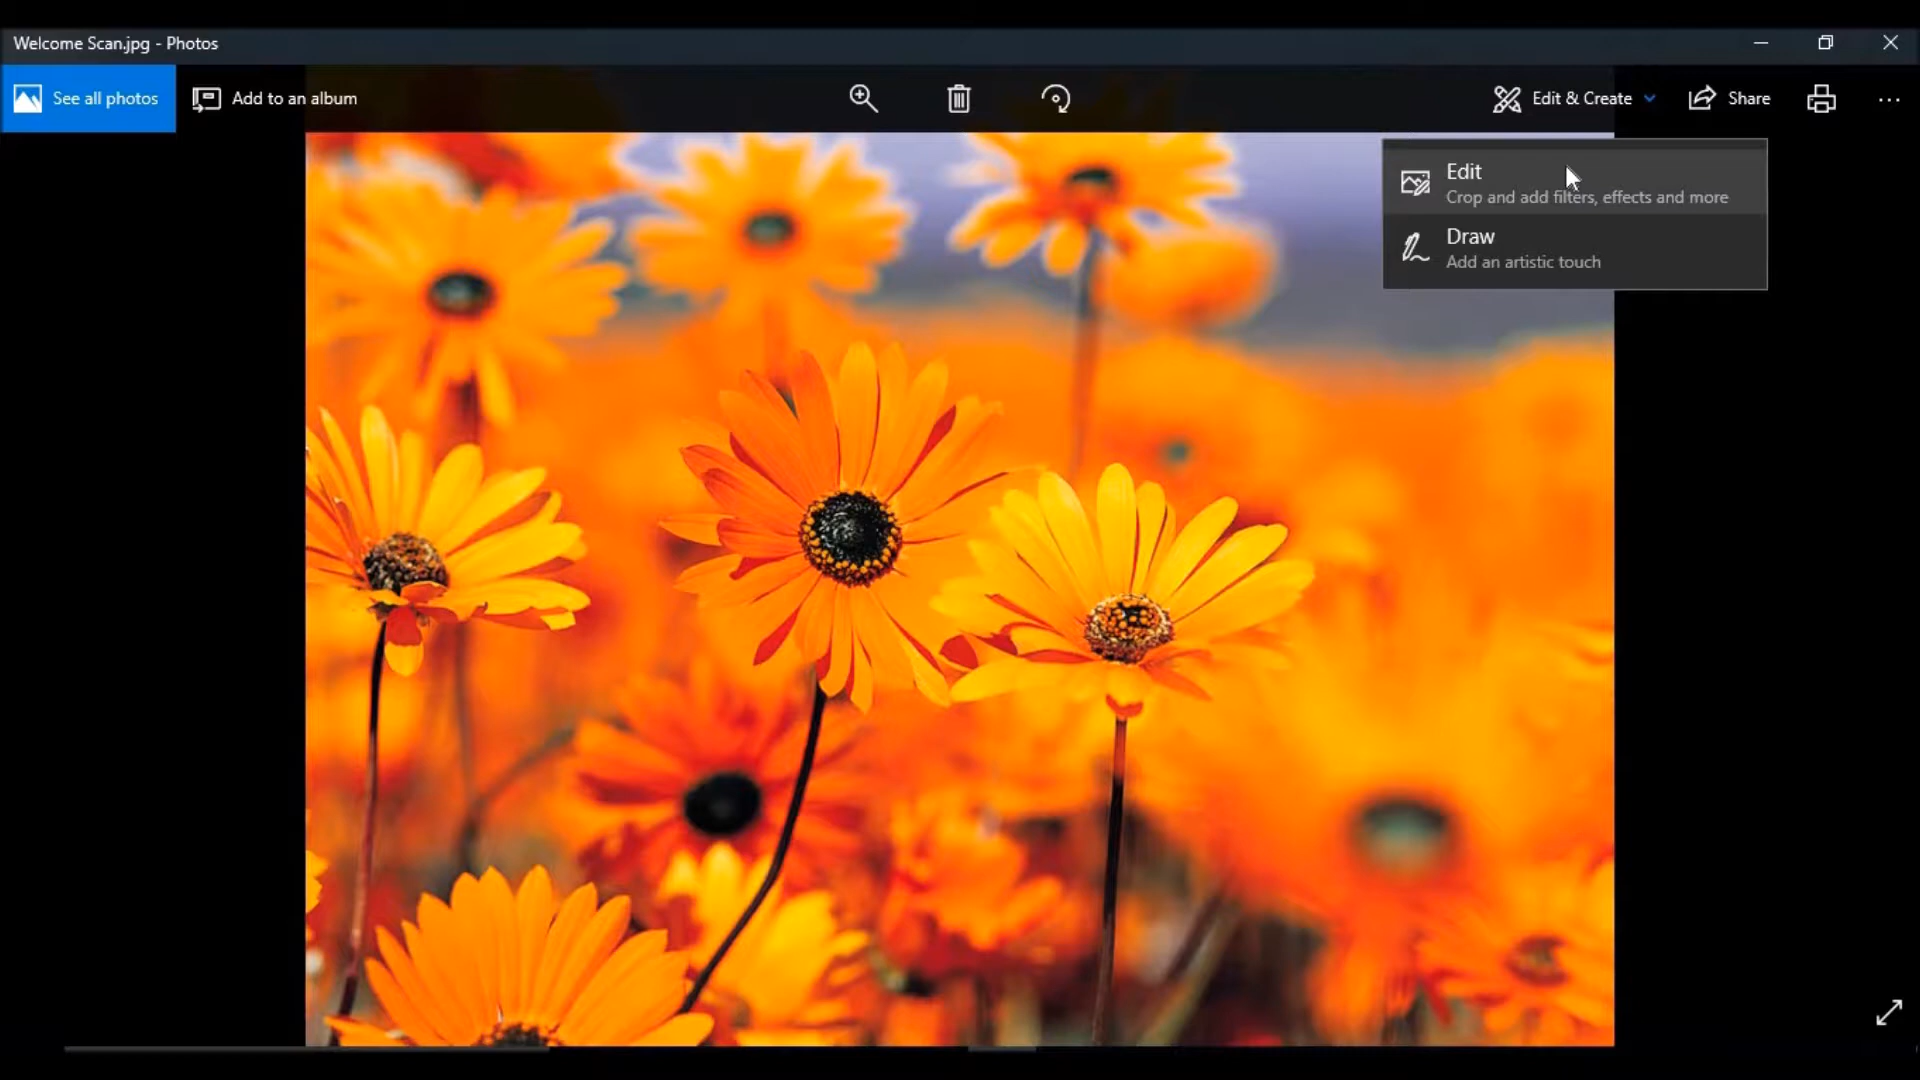 Welcome Scan.jpg - Photos
See all photos
Add to an album
Edit & Create
Share
Edit
Crop and add filters, effects and more
Draw
Add an artistic touch